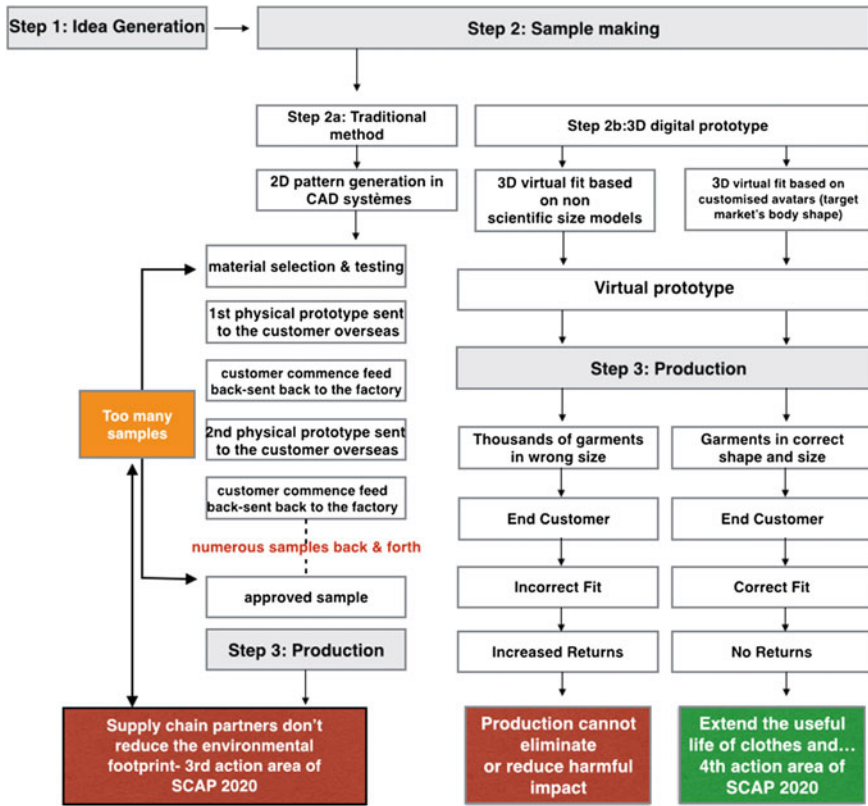 Step 1: Idea Generation
Step 2: Sample making
Step 2a: Traditional
method
2D pattern generation in
CAD systèmes
material selection & testing
1st physical prototype sent
to the customer overseas
customer commence feed
back-sent back to the factory
2nd physical prototype sent
to the customer overseas
customer commence feed
back-sent back to the factory
numerous samples back & forth
approved sample
Step 3: Production
Too many
samples
Supply chain partners don't
reduce the environmental
footprint- 3rd action area of
SCAP 2020
Step 2b:3D digital prototype
3D virtual fit based
on non
scientific size models
3D virtual fit based on
customised avatars (target
market's body shape)
Virtual prototype
Step 3: Production
Thousands of garments
in wrong size
End Customer
Incorrect Fit
Increased Returns
Production cannot
eliminate
or reduce harmful
impact
Garments in correct
shape and size
End Customer
Correct Fit
No Returns
Extend the useful
life of clothes and…
4th action area of
SCAP 2020